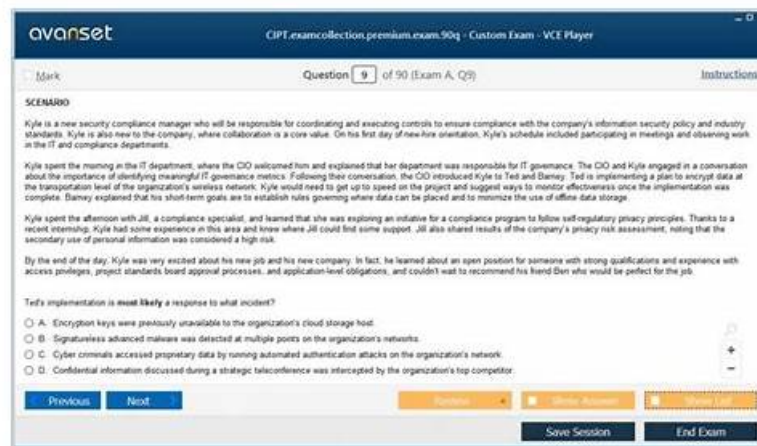 avanset
CIPT.examcollection.premium.exam.90q - Custom Exam - VCE Player
Mark
Question 9 of 90 (Exam A, Q9)
Instructions
SCENARIO
Kyle is a new security compliance manager who will be responsible for coordinating and executing controls to ensure compliance with the company's information security policy and industry
standards. Kyle is also new to the company, where collaboration is a core value. On his first day of new-hire orientation, Kyle's schedule included participating in meetings and observing work
in the IT and compliance departments.
Kyle spent the morning in the IT department, where the CIO welcomed him and explained that her department was responsible for IT governance. The CIO and Kyle engaged in a conversation
about the importance of identifying meaningful IT governance metrics. Following their conversation, the CIO introduced Kyle to Ted and Barney. Ted is implementing a plan to encrypt data at
the transportation level of the organization's wireless network. Kyle would need to get up to speed on the project and suggest ways to monitor effectiveness once the implementation was
complete. Barney explained that his short-term goals are to establish rules governing where data can be placed and to minimize the use of offline data storage.
Kyle spent the afternoon with Jill, a compliance specialist, and learned that she was exploring an initiative for a compliance program to follow self-regulatory privacy principles. Thanks to a
recent internship, Kyle had some experience in this area and knew where Jill could find some support. Jill also shared results of the company's privacy risk assessment, noting that the
secondary use of personal information was considered a high risk.
By the end of the day, Kyle was very excited about his new job and his new company. In fact, he learned about an open position for someone with strong qualifications and experience with
access privileges, project standards board approval processes, and application-level obligations, and couldn't wait to recommend his friend Ben who would be perfect for the job.
Ted's implementation is most likely a response to what incident?
A. Encryption keys were previously unavailable to the organization's cloud storage host.
B. Signatureless advanced malware was detected at multiple points on the organization's networks.
C. Cyber criminals accessed proprietary data by running automated authentication attacks on the organization's network.
D. Confidential information discussed during a strategic teleconference was intercepted by the organization's top competitor.
Previous
Next
Review
Show Answer
Show List
Save Session
End Exam